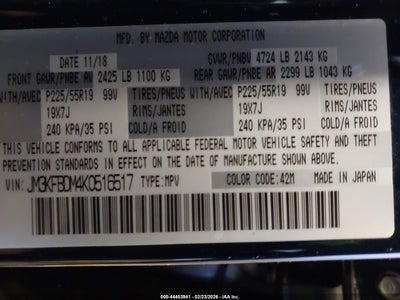 MFD. BY MAZDA MOTOR CORPORATION
DATE 11/18 GVWR/PNBV 4724 LB 2143 KG
FRONT GAWR/PNBE AV 2425 LB 1100 KG REAR GAWR/PNBE AR 2299 LB 1043 KG
WITH/AVEC P225/55R19 99V TIRES/PNEUS WITH/AVEC P225/55R19 99V TIRES/PNEUS
19X7J RIMS/JANTES 19X7J RIMS/JANTES
240 KPA/35 PSI COLD/A FROID 240 KPA/35 PSI COLD/A FROID
THIS VEHICLE CONFORMS TO ALL APPLICABLE FEDERAL MOTOR VEHICLE SAFETY, BUMPER,
AND THEFT PREVENTION STANDARDS IN EFFECT ON THE DATE OF MANUFACTURE SHOWN ABOVE.
VIN: JM3KFBDM4K0516517 TYPE: MPV COLOR CODE: 42M MADE IN JAPAN
000-44453941 - 02/23/2026 - IAA Inc.